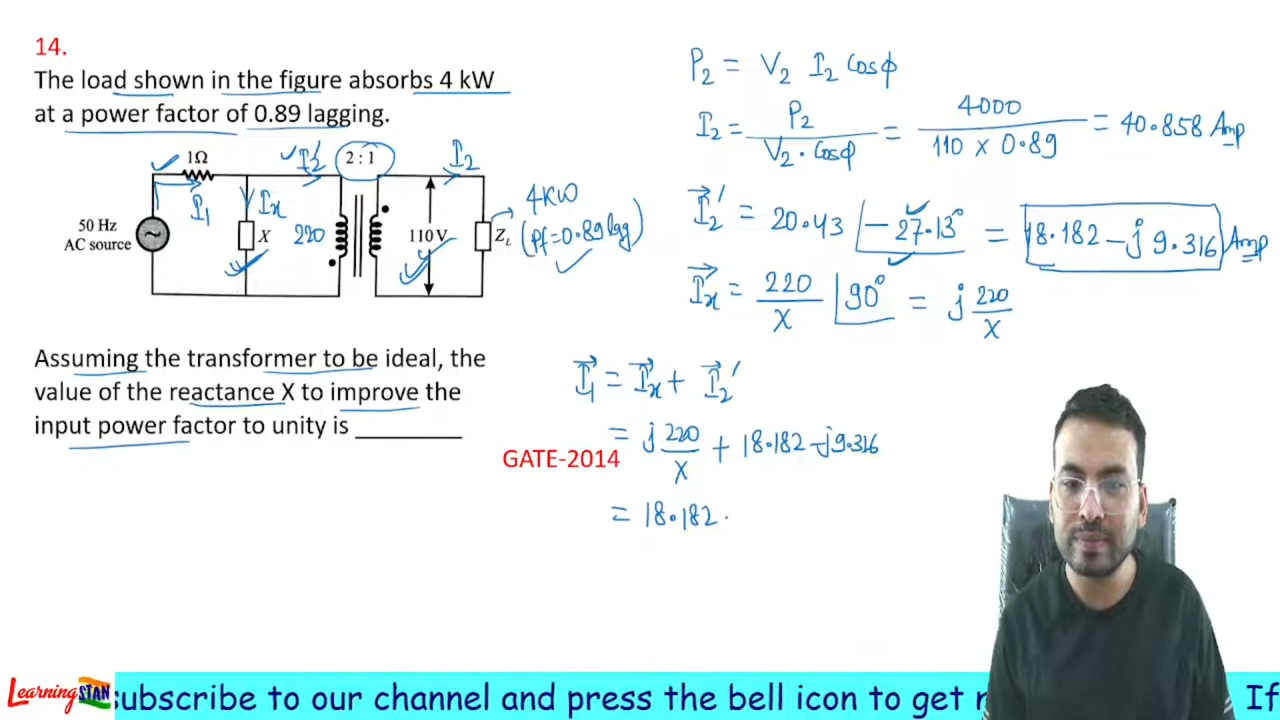 14.
The load shown in the figure absorbs 4 kW
at a power factor of 0.89 lagging.
1Ω
I₂′
2 : 1
I₂
I₁
Iₓ
50 Hz
AC source
X
220
110 V
Z_L
4KW
(pf=0.89 lag)
Assuming the transformer to be ideal, the
value of the reactance X to improve the
input power factor to unity is ________
GATE-2014
P₂ = V₂ I₂ Cosφ
I₂ = P₂ / (V₂ · Cosφ) = 4000 / (110 × 0.89) = 40.858 Amp
I₂′ = 20.43 ∠-27.13° = 18.182 - j 9.316 Amp
Iₓ = 220/X ∠90° = j 220/X
I₁ = Iₓ + I₂′
= j 220/X + 18.182 - j9.316
= 18.182
Learning STAN
subscribe to our channel and press the bell icon to get If